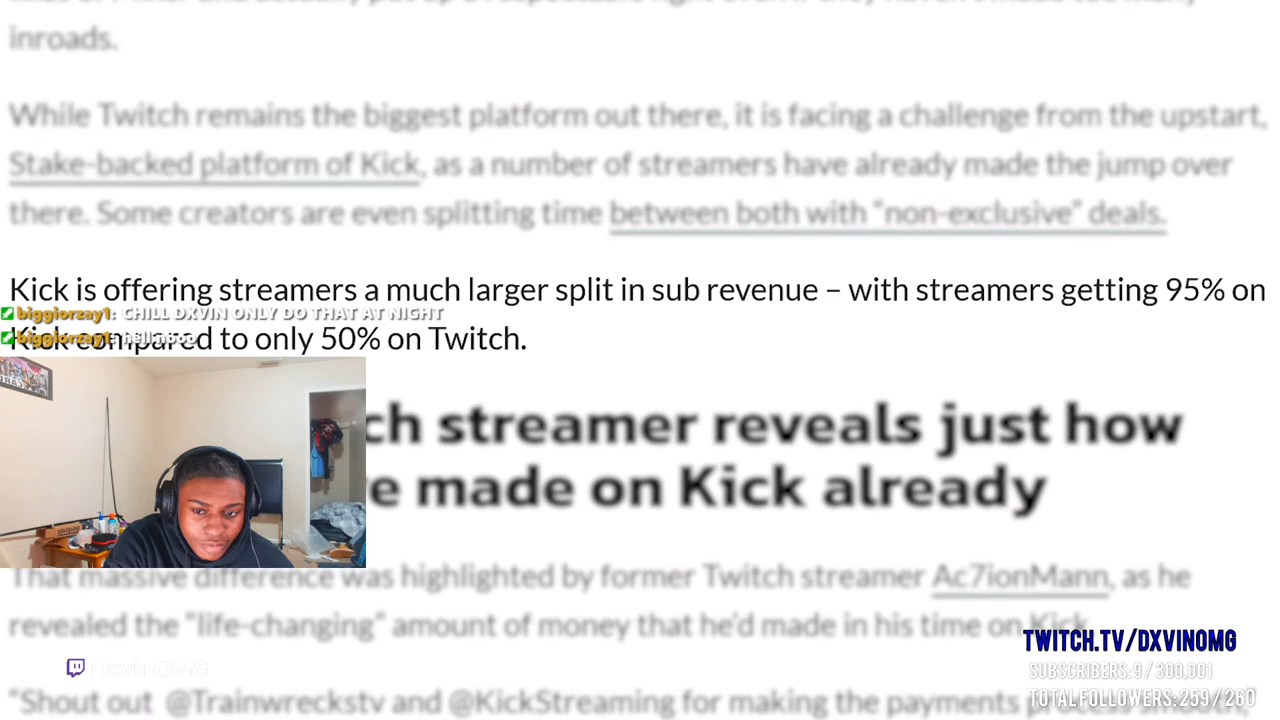 inroads.
While Twitch remains the biggest platform out there, it is facing a challenge from the upstart,
Stake-backed platform of Kick, as a number of streamers have already made the jump over
there. Some creators are even splitting time between both with “non-exclusive” deals.
Kick is offering streamers a much larger split in sub revenue – with streamers getting 95% on
biggiorzay1: CHILL DXVIN ONLY DO THAT AT NIGHT
biggiorzay1:
Kick compared to only 50% on Twitch.
ch streamer reveals just how
e made on Kick already
That massive difference was highlighted by former Twitch streamer Ac7ionMann, as he
revealed the “life-changing” amount of money that he’d made in his time on Kick
TWITCH.TV/DXVINOMG
DxvinOMG
SUBSCRIBERS: 9 / 300,001
TOTAL FOLLOWERS: 259 / 260
“Shout out @Trainwreckstv and @KickStreaming for making the payments